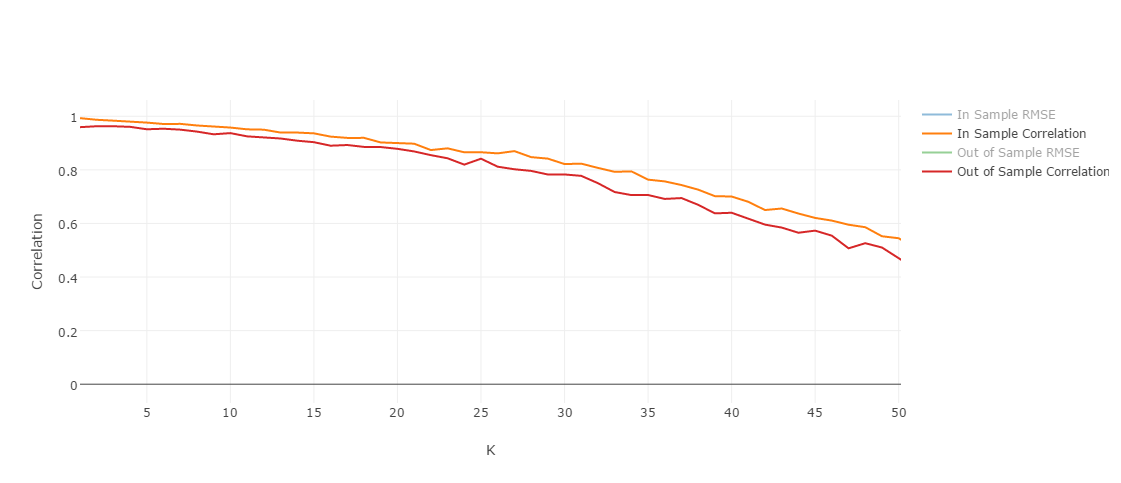 Correlation
1
0.8
0.6
0.4
0.2
0
5
10
15
20
25
30
35
40
45
50
K
In Sample RMSE
In Sample Correlation
Out of Sample RMSE
Out of Sample Correlation